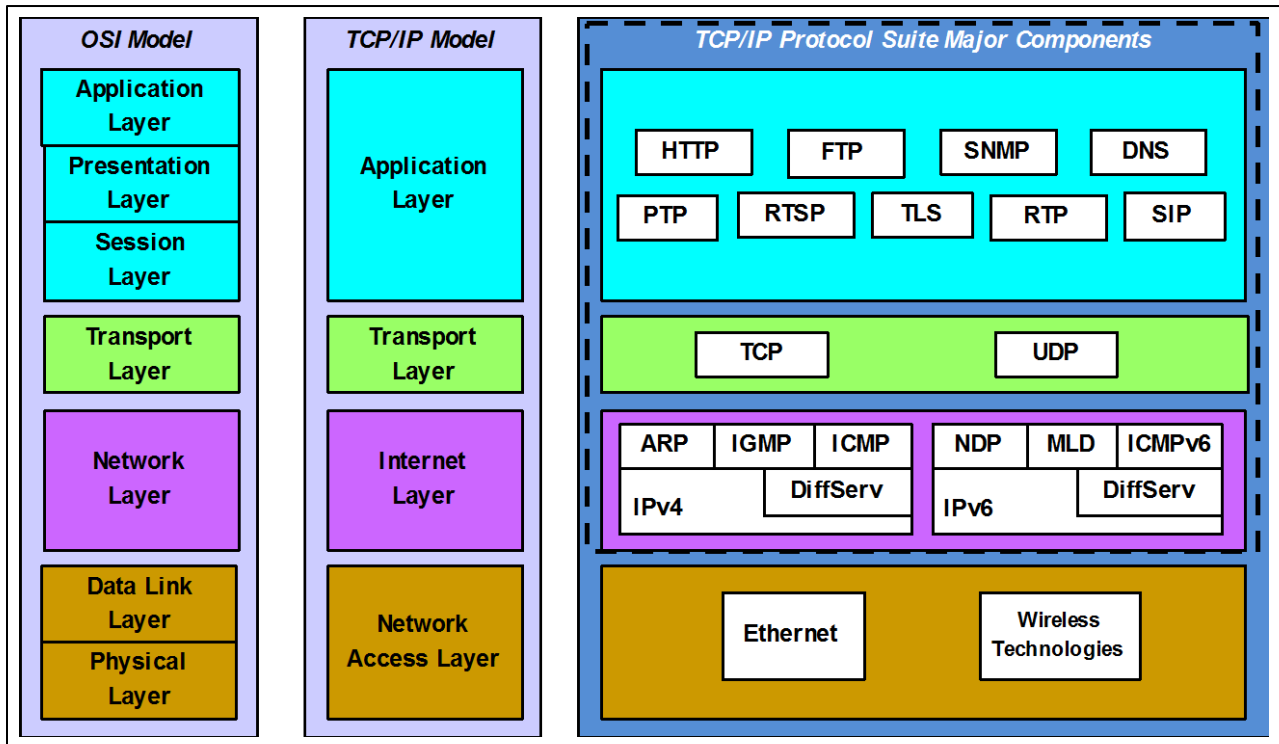 OSI Model
Application
Layer
Presentation
Layer
Session
Layer
Transport
Layer
Network
Layer
Data Link
Layer
Physical
Layer
TCP/IP Model
Application
Layer
Transport
Layer
Internet
Layer
Network
Access Layer
TCP/IP Protocol Suite Major Components
HTTP FTP SNMP DNS
PTP RTSP TLS RTP SIP
TCP UDP
ARP IGMP ICMP NDP MLD ICMPv6
DiffServ DiffServ
IPv4 IPv6
Ethernet
Wireless
Technologies